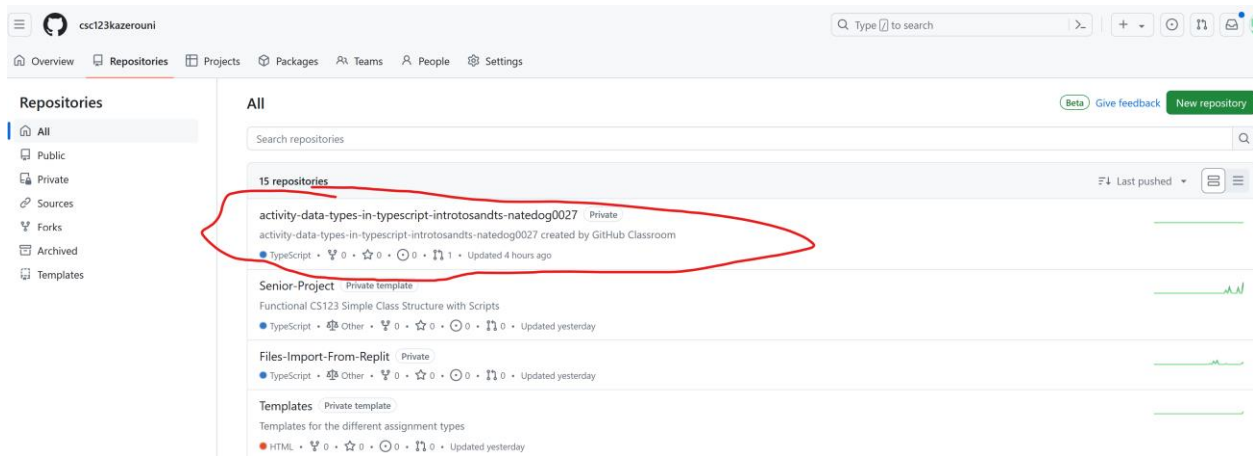 csc123kazerouni
Type / to search
Overview Repositories Projects Packages Teams People Settings
Repositories
All
Public
Private
Sources
Forks
Archived
Templates
All
Beta Give feedback New repository
Search repositories
15 repositories Last pushed
activity-data-types-in-typescript-introtosandts-natedog0027 Private
activity-data-types-in-typescript-introtosandts-natedog0027 created by GitHub Classroom
TypeScript • 0 • 0 • 0 • 1 • Updated 4 hours ago
Senior-Project Private template
Functional CS123 Simple Class Structure with Scripts
TypeScript • Other • 0 • 0 • 0 • 0 • Updated yesterday
Files-Import-From-Replit Private
TypeScript • Other • 0 • 0 • 0 • 0 • Updated yesterday
Templates Private template
Templates for the different assignment types
HTML • 0 • 0 • 0 • 0 • Updated yesterday